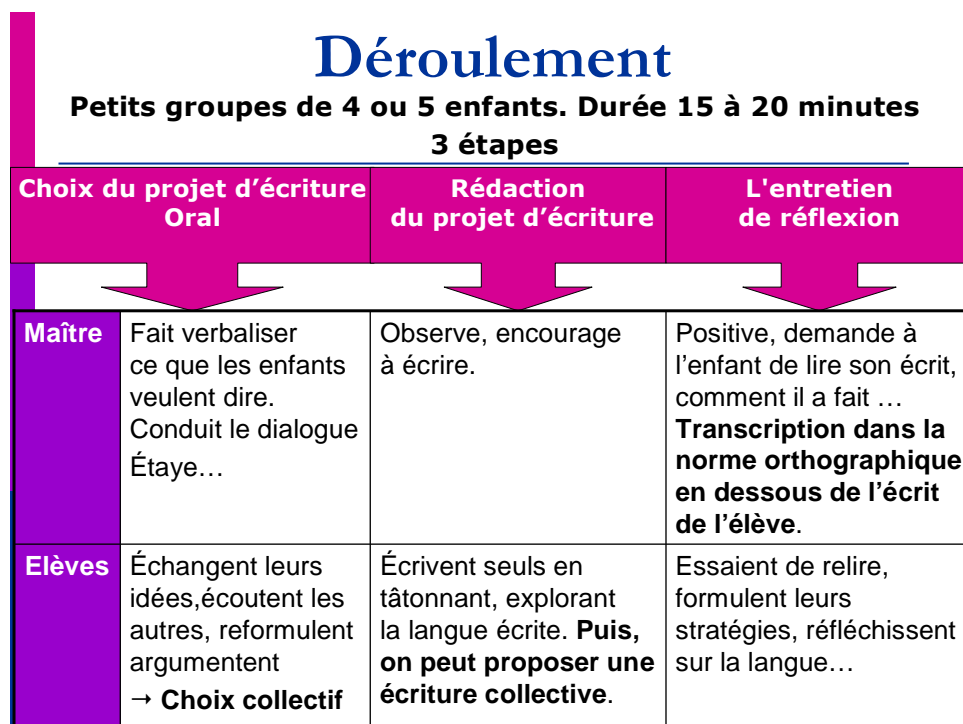 Déroulement
Petits groupes de 4 ou 5 enfants. Durée 15 à 20 minutes
3 étapes
Choix du projet d’écriture
Oral
Rédaction
du projet d’écriture
L'entretien
de réflexion
Maître
Fait verbaliser
ce que les enfants
veulent dire.
Conduit le dialogue
Étaye…
Observe, encourage
à écrire.
Positive, demande à
l’enfant de lire son écrit,
comment il a fait …
Transcription dans la
norme orthographique
en dessous de l’écrit
de l’élève.
Elèves
Échangent leurs
idées,écoutent les
autres, reformulent
argumentent
→ Choix collectif
Écrivent seuls en
tâtonnant, explorant
la langue écrite. Puis,
on peut proposer une
écriture collective.
Essaient de relire,
formulent leurs
stratégies, réfléchissent
sur la langue…